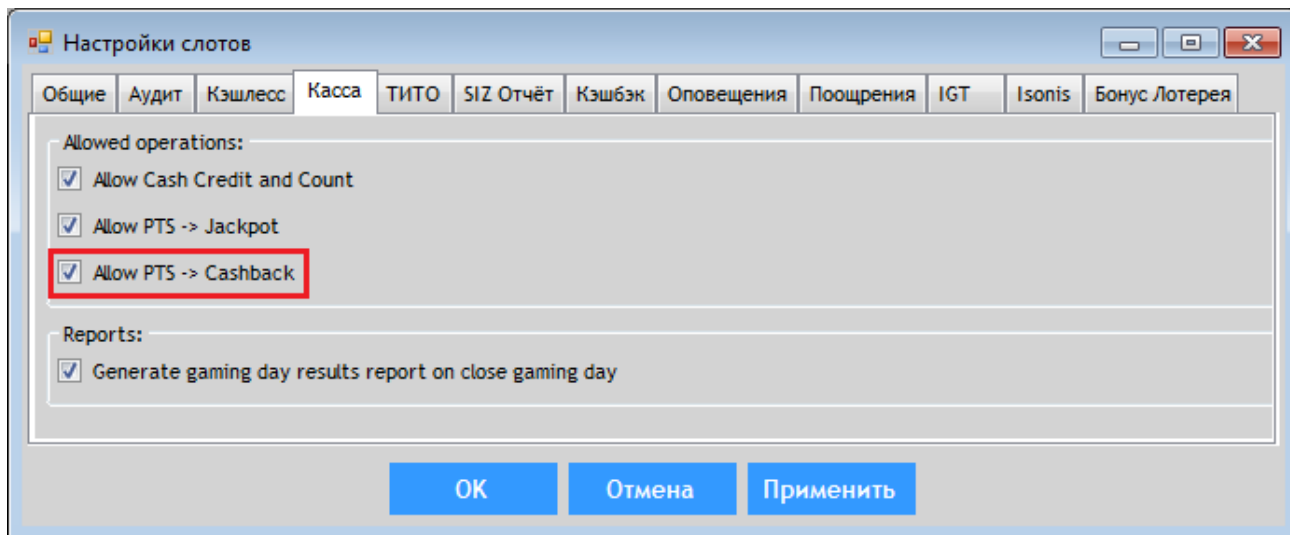 Настройки слотов
Общие Аудит Кэшлесс Касса ТИТО SIZ Отчёт Кэшбэк Оповещения Поощрения IGT Isonis Бонус Лотерея
Allowed operations:
Allow Cash Credit and Count
Allow PTS -> Jackpot
Allow PTS -> Cashback
Reports:
Generate gaming day results report on close gaming day
OK Отмена Применить